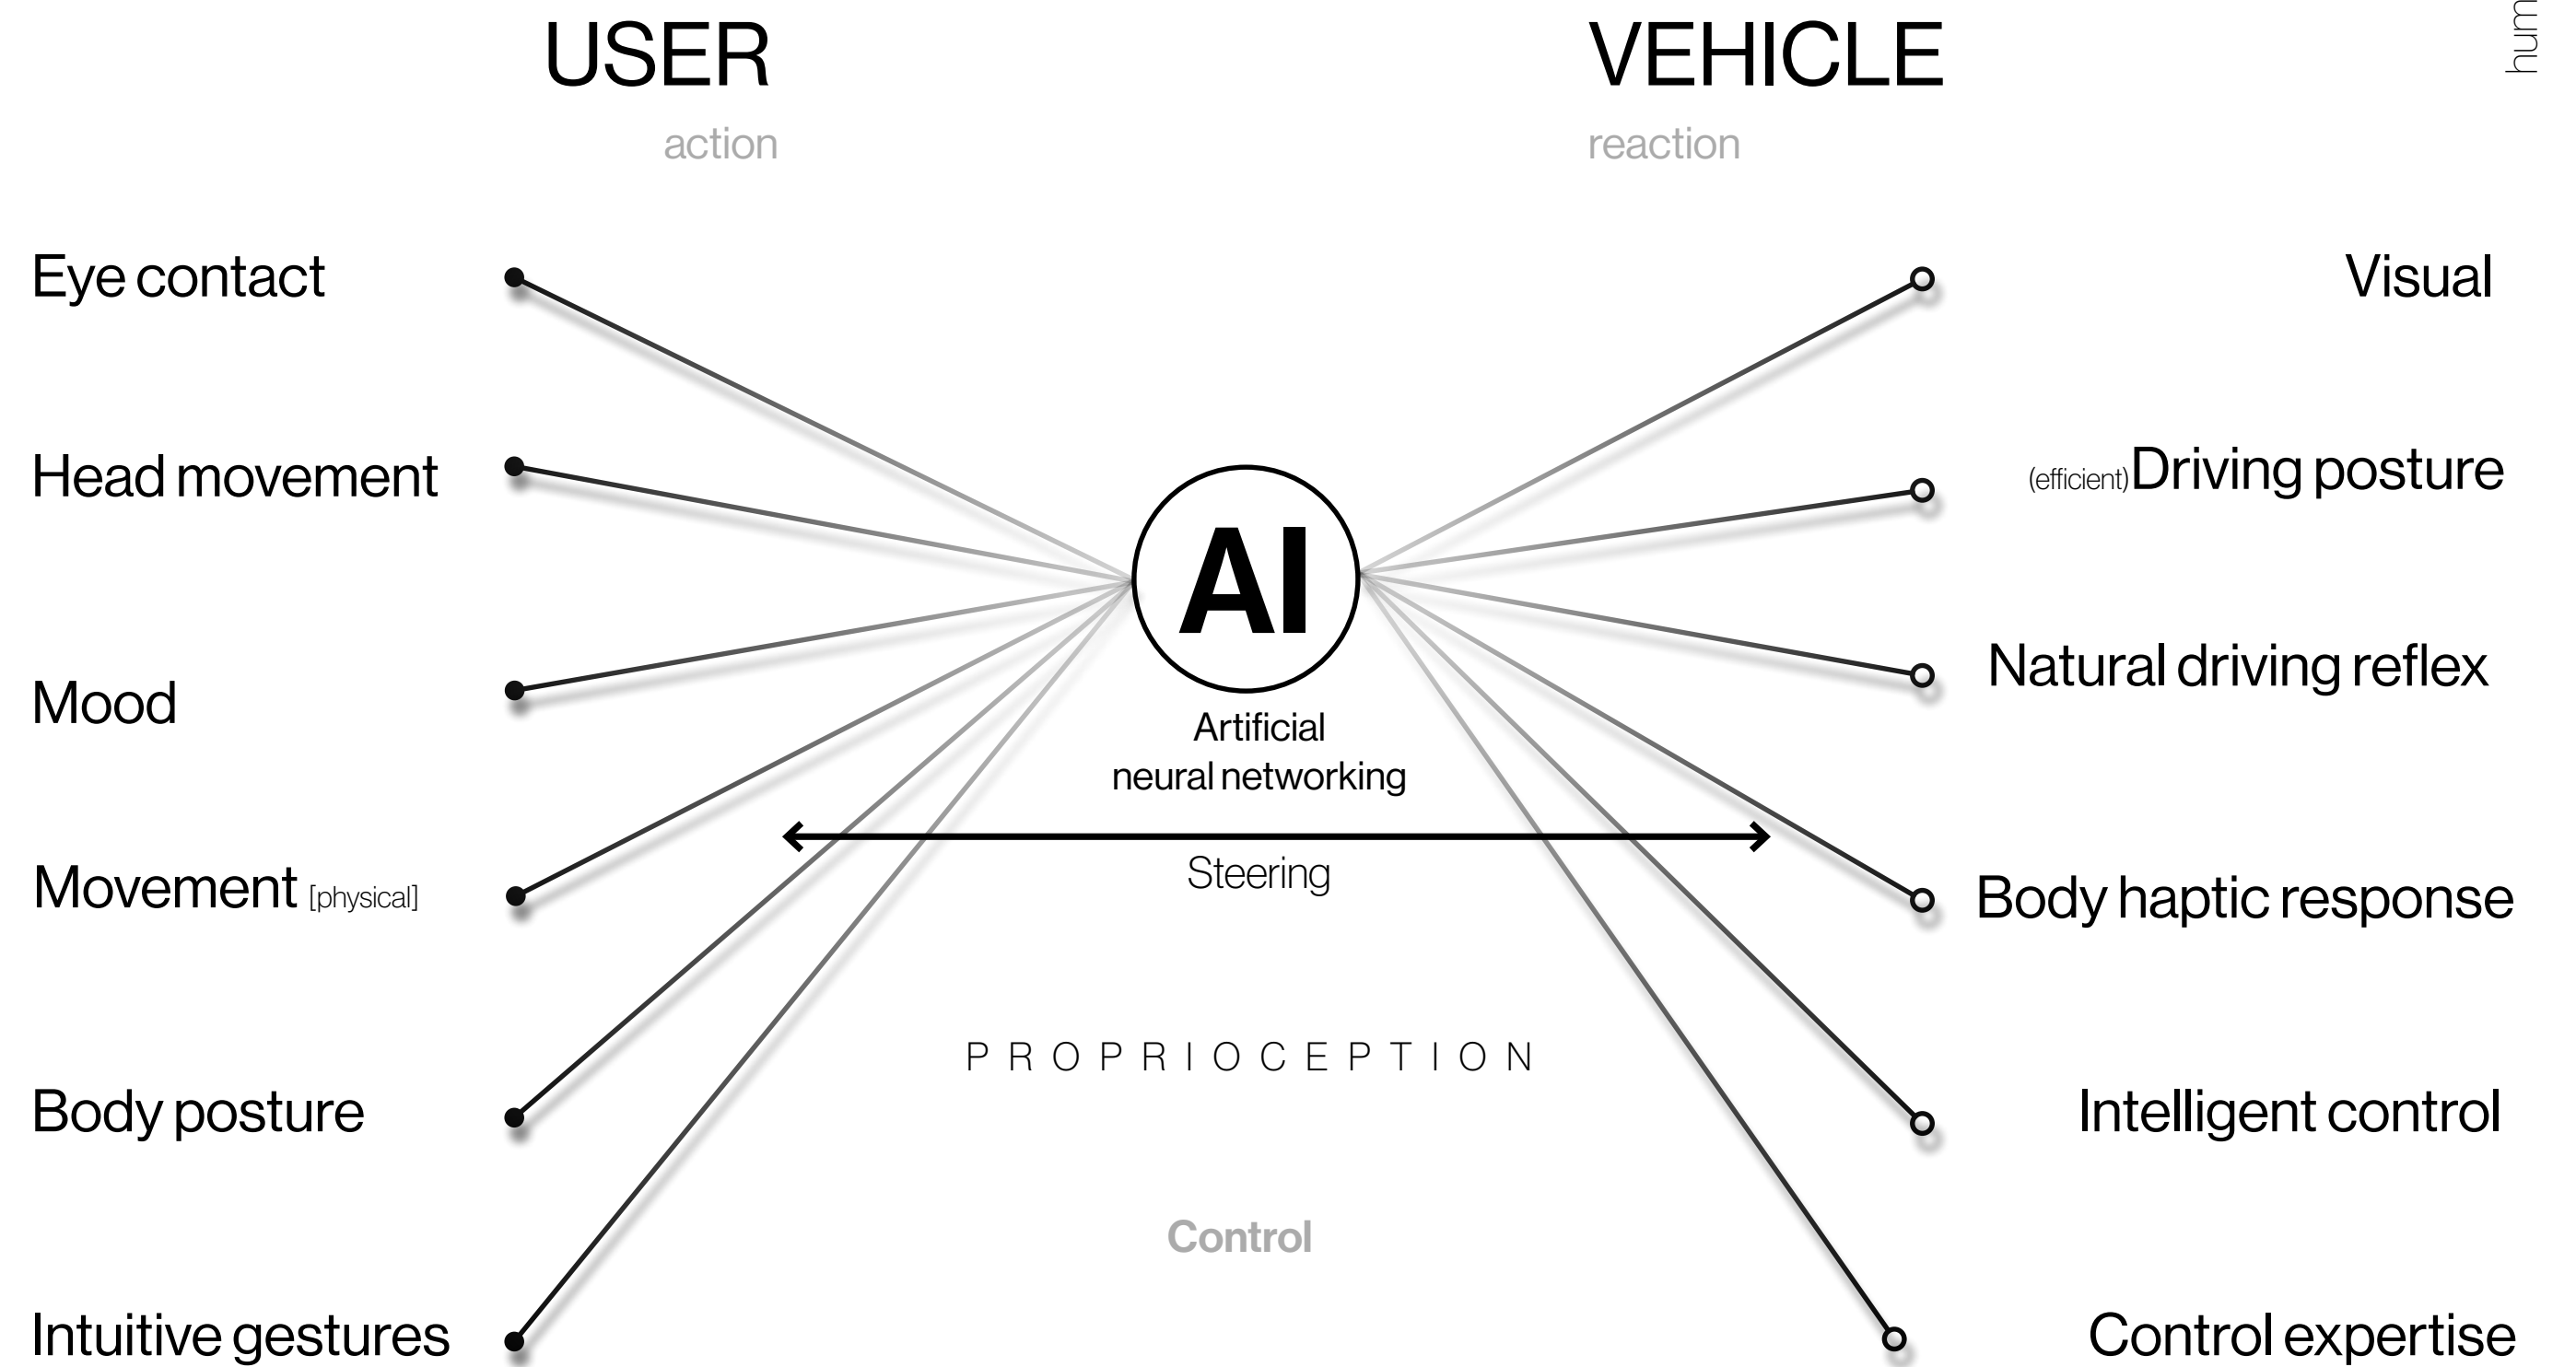 USER
action
VEHICLE
reaction
hum
Eye contact
Head movement
Mood
Movement [physical]
Body posture
Intuitive gestures
AI
Artificial
neural networking
Steering
PROPRIOCEPTION
Control
Visual
(efficient)Driving posture
Natural driving reflex
Body haptic response
Intelligent control
Control expertise